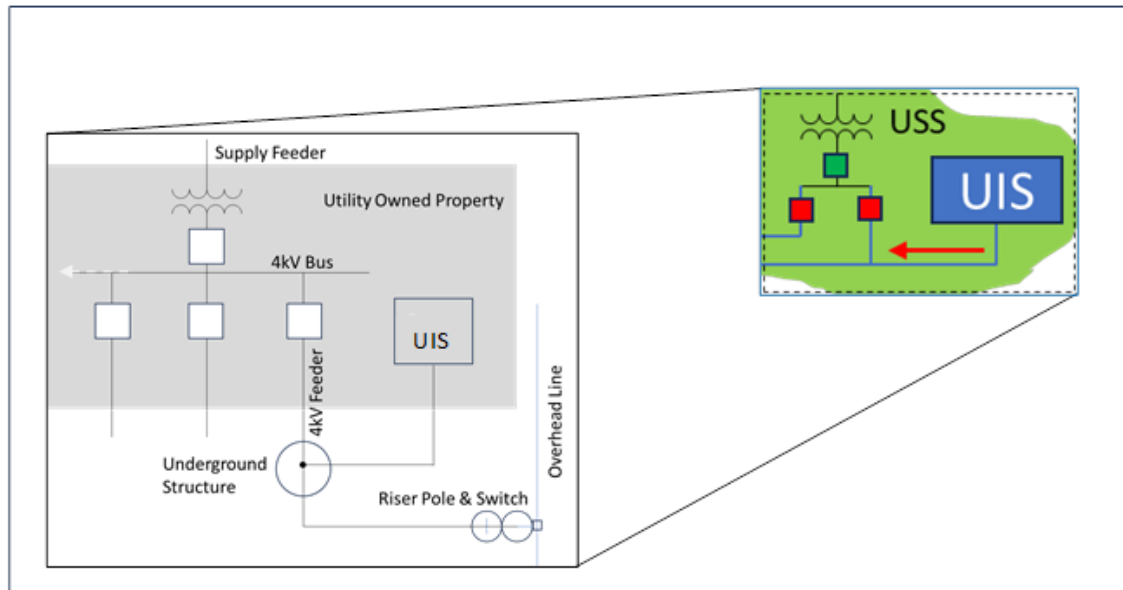 USS
UIS
Supply Feeder
Utility Owned Property
4kV Bus
UIS
4kV Feeder
Overhead Line
Underground
Structure
Riser Pole & Switch